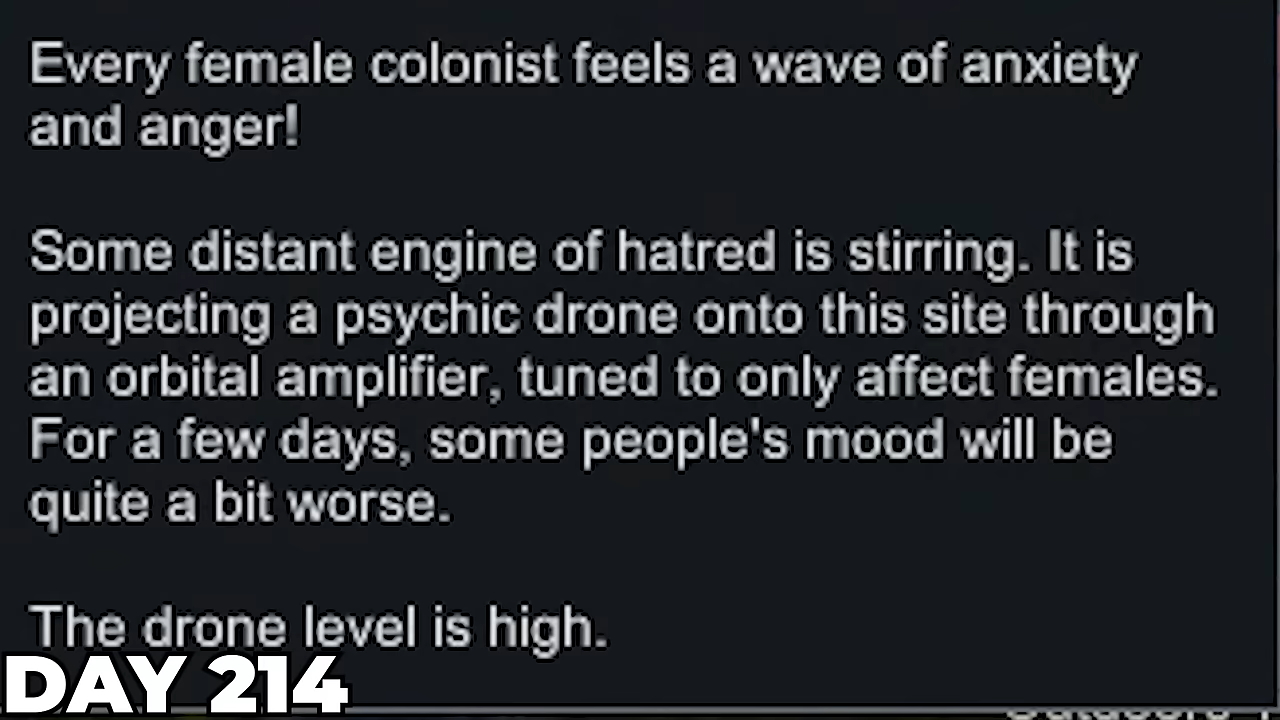 Every female colonist feels a wave of anxiety
and anger!
Some distant engine of hatred is stirring. It is
projecting a psychic drone onto this site through
an orbital amplifier, tuned to only affect females.
For a few days, some people's mood will be
quite a bit worse.
The drone level is high.
DAY 214